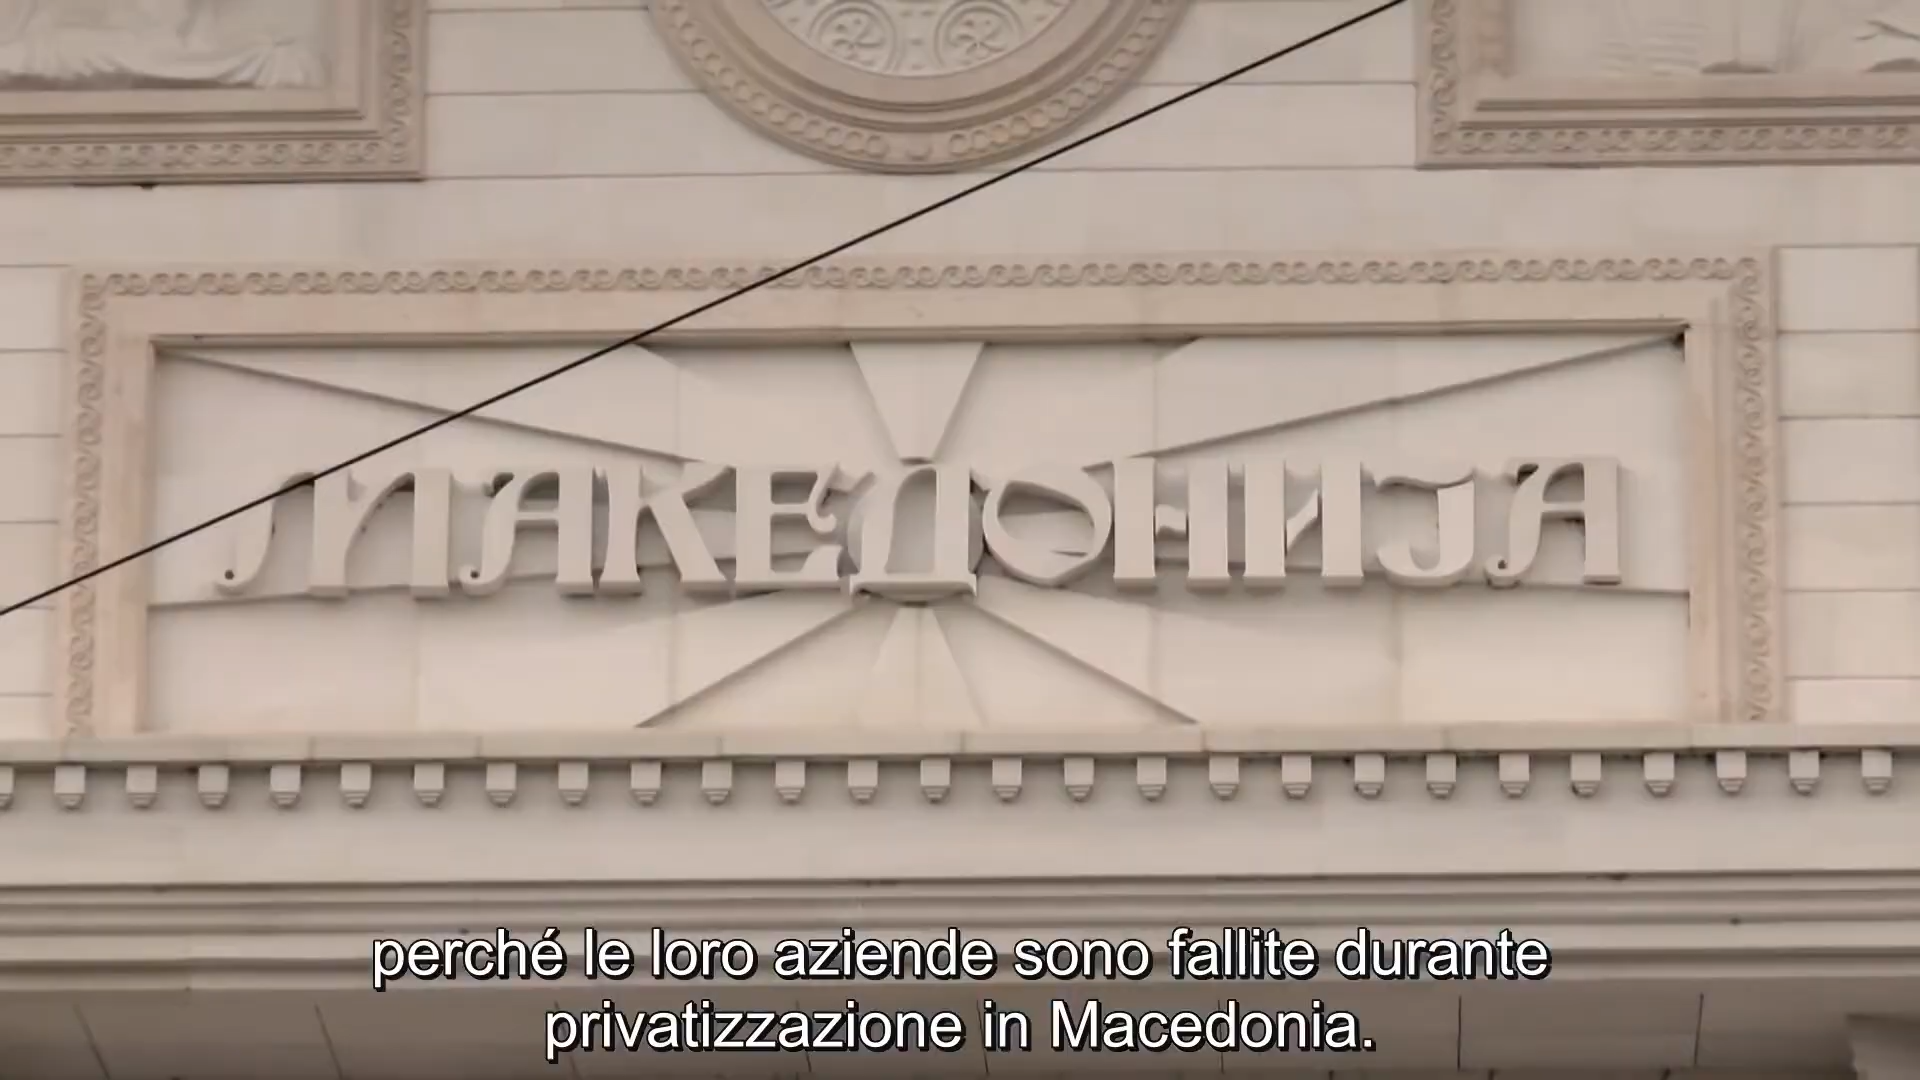 МАКЕДОНИЈА
perché le loro aziende sono fallite durante
privatizzazione in Macedonia.